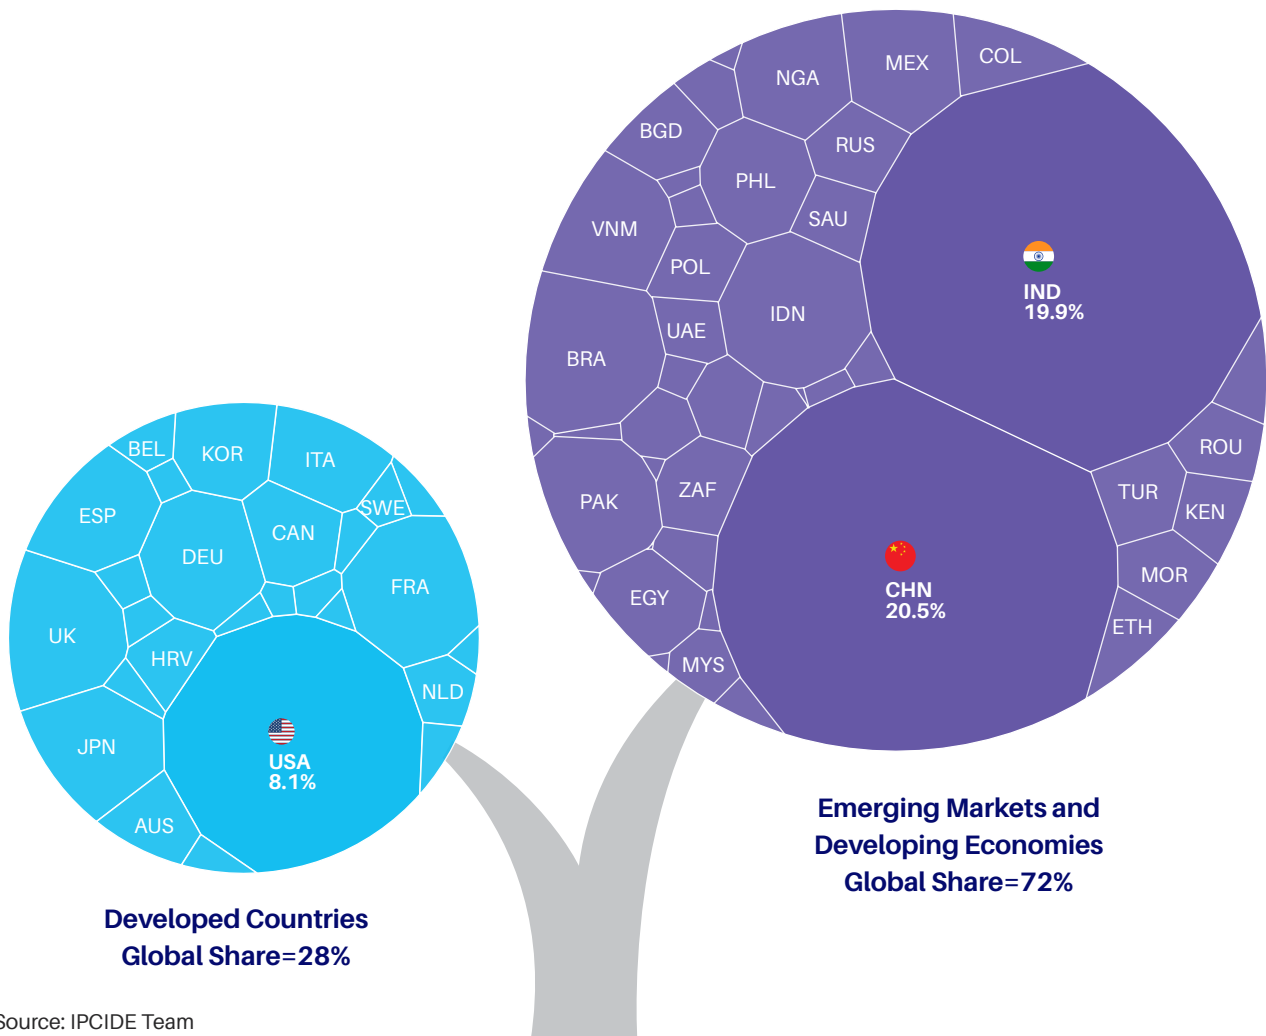 NGA
MEX
COL
BGD
RUS
PHL
VNM
SAU
POL
IDN
UAE
BRA
IND
19.9%
PAK
ZAF
ROU
TUR
KEN
MOR
ETH
EGY
MYS
CHN
20.5%
BEL
KOR
ITA
ESP
SWE
CAN
DEU
FRA
UK
HRV
NLD
JPN
AUS
USA
8.1%
Emerging Markets and
Developing Economies
Global Share=72%
Developed Countries
Global Share=28%
Source: IPCIDE Team